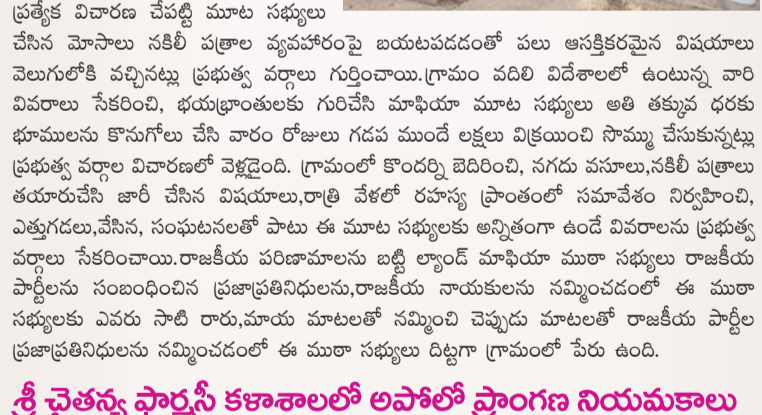 ప్రత్యేక విచారణ చేపట్టి మూట సభ్యులు
చేసిన మోసాలు నకిలీ పత్రాల వ్యవహారంపై బయటపడడంతో పలు ఆసక్తికరమైన విషయాలు
వెలుగులోకి వచ్చినట్లు ప్రభుత్వ వర్గాలు గుర్తించాయి.గ్రామం వదిలి విదేశాలలో ఉంటున్న వారి
వివరాలు సేకరించి, భయభ్రాంతులకు గురిచేసి మాఫియా మూట సభ్యులు అతి తక్కువ ధరకు
భూములను కొనుగోలు చేసి వారం రోజులు గడప ముందే లక్షలు విక్రయించి సొమ్ము చేసుకున్నట్లు
ప్రభుత్వ వర్గాల విచారణలో వెళ్లడైంది. గ్రామంలో కొందర్ని బెదిరించి, నగదు వసూలు,నకిలీ పత్రాలు
తయారుచేసి జారీ చేసిన విషయాలు,రాత్రి వేళలో రహస్య ప్రాంతంలో సమావేశం నిర్వహించి,
ఎత్తుగడలు,వేసిన, సంఘటనలతో పాటు ఈ మూట సభ్యులకు అన్నితంగా ఉండే వివరాలను ప్రభుత్వ
వర్గాలు సేకరించాయి.రాజకీయ పరిణామాలను బట్టి ల్యాండ్ మాఫియా ముఠా సభ్యులు రాజకీయ
పార్టీలను సంబంధించిన ప్రజాప్రతినిధులను,రాజకీయ నాయకులను నమ్మించడంలో ఈ ముఠా
సభ్యులకు ఎవరు సాటి రారు,మాయ మాటలతో నమ్మించి చెప్పుడు మాటలతో రాజకీయ పార్టీల
ప్రజాప్రతినిధులను నమ్మించడంలో ఈ ముఠా సభ్యులు దిట్టగా గ్రామంలో పేరు ఉంది.
శ్రీ చైతన్య ఫార్మసీ కళాశాలలో అపోలో ప్రాంగణ నియమకాలు